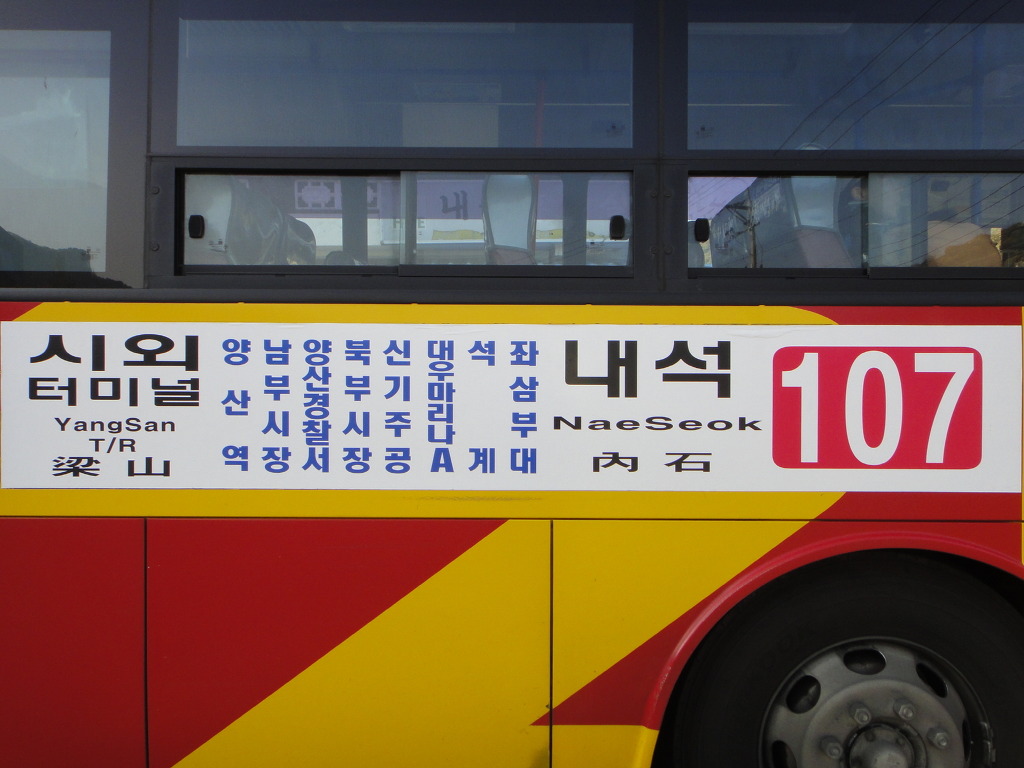 시외
터미널
YangSan
T/R
梁山
양산역
남부시장
양산경찰서
북부시장
신기주공
대우마리나A
석계
좌삼부대
내석
NaeSeok
內石
107
내